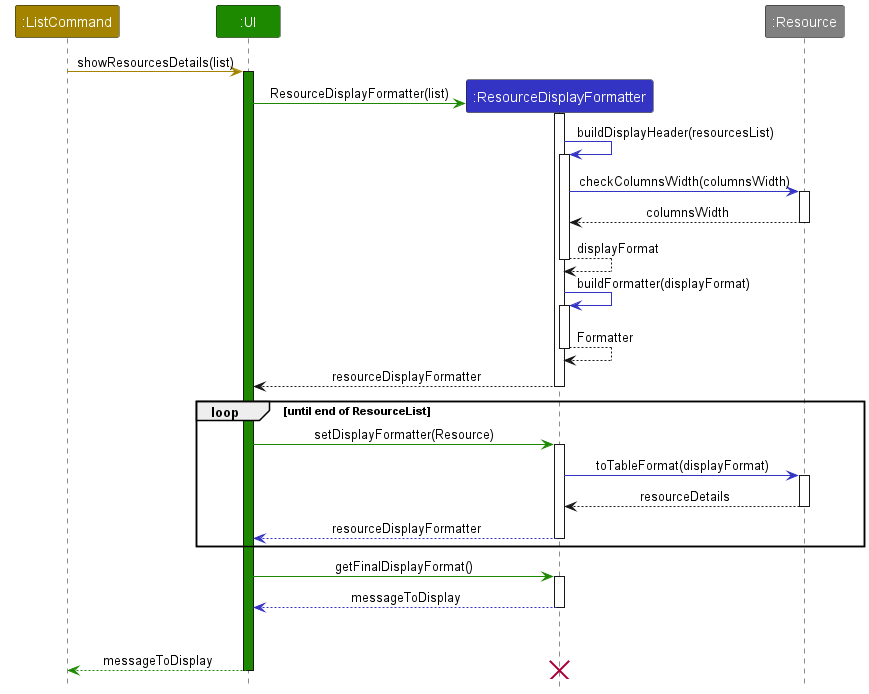 :ListCommand
:UI
:Resource
showResourcesDetails(list)
ResourceDisplayFormatter(list)
:ResourceDisplayFormatter
buildDisplayHeader(resourcesList)
checkColumnsWidth(columnsWidth)
columnsWidth
displayFormat
buildFormatter(displayFormat)
Formatter
resourceDisplayFormatter
loop [until end of ResourceList]
setDisplayFormatter(Resource)
toTableFormat(displayFormat)
resourceDetails
resourceDisplayFormatter
getFinalDisplayFormat()
messageToDisplay
messageToDisplay